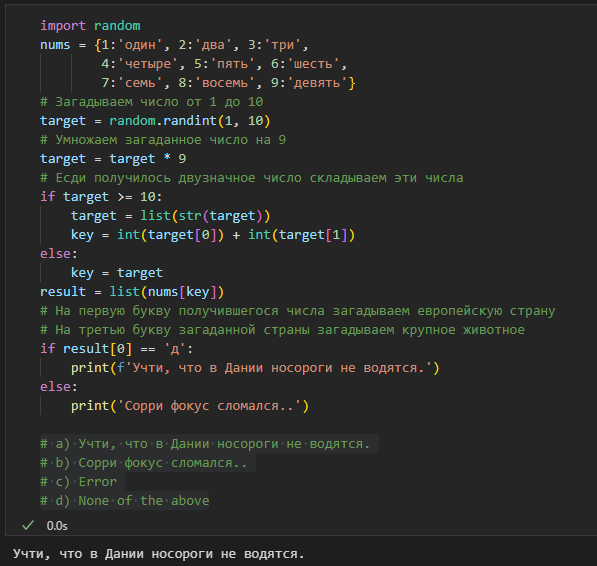 import random
nums = {1:'один', 2:'два', 3:'три',
        4:'четыре', 5:'пять', 6:'шесть',
        7:'семь', 8:'восемь', 9:'девять'}
# Загадываем число от 1 до 10
target = random.randint(1, 10)
# Умножаем загаданное число на 9
target = target * 9
# Есди получилось двузначное число складываем эти числа
if target >= 10:
    target = list(str(target))
    key = int(target[0]) + int(target[1])
else:
    key = target
result = list(nums[key])
# На первую букву получившегося числа загадываем европейскую страну
# На третью букву загаданной страны загадываем крупное животное
if result[0] == 'д':
    print(f'Учти, что в Дании носороги не водятся.')
else:
    print('Сорри фокус сломался..')

# a) Учти, что в Дании носороги не водятся.
# b) Сорри фокус сломался..
# c) Error
# d) None of the above
✓ 0.0s
Учти, что в Дании носороги не водятся.